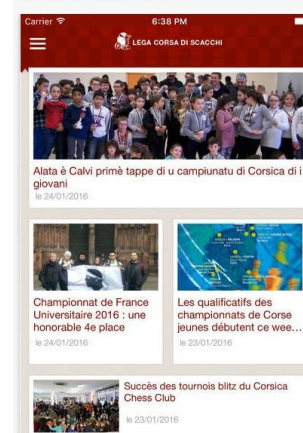 Carrier 6:38 PM
LEGA CORSA DI SCACCHI
Alata è Calvi primè tappe di u campiunatu di Corsica di i
giovani
le 24/01/2016
Championnat de France
Universitaire 2016 : une
honorable 4e place
le 24/01/2016
Les qualificatifs des
championnats de Corse
jeunes débutent ce wee...
le 23/01/2016
Succès des tournois blitz du Corsica
Chess Club
le 23/01/2016